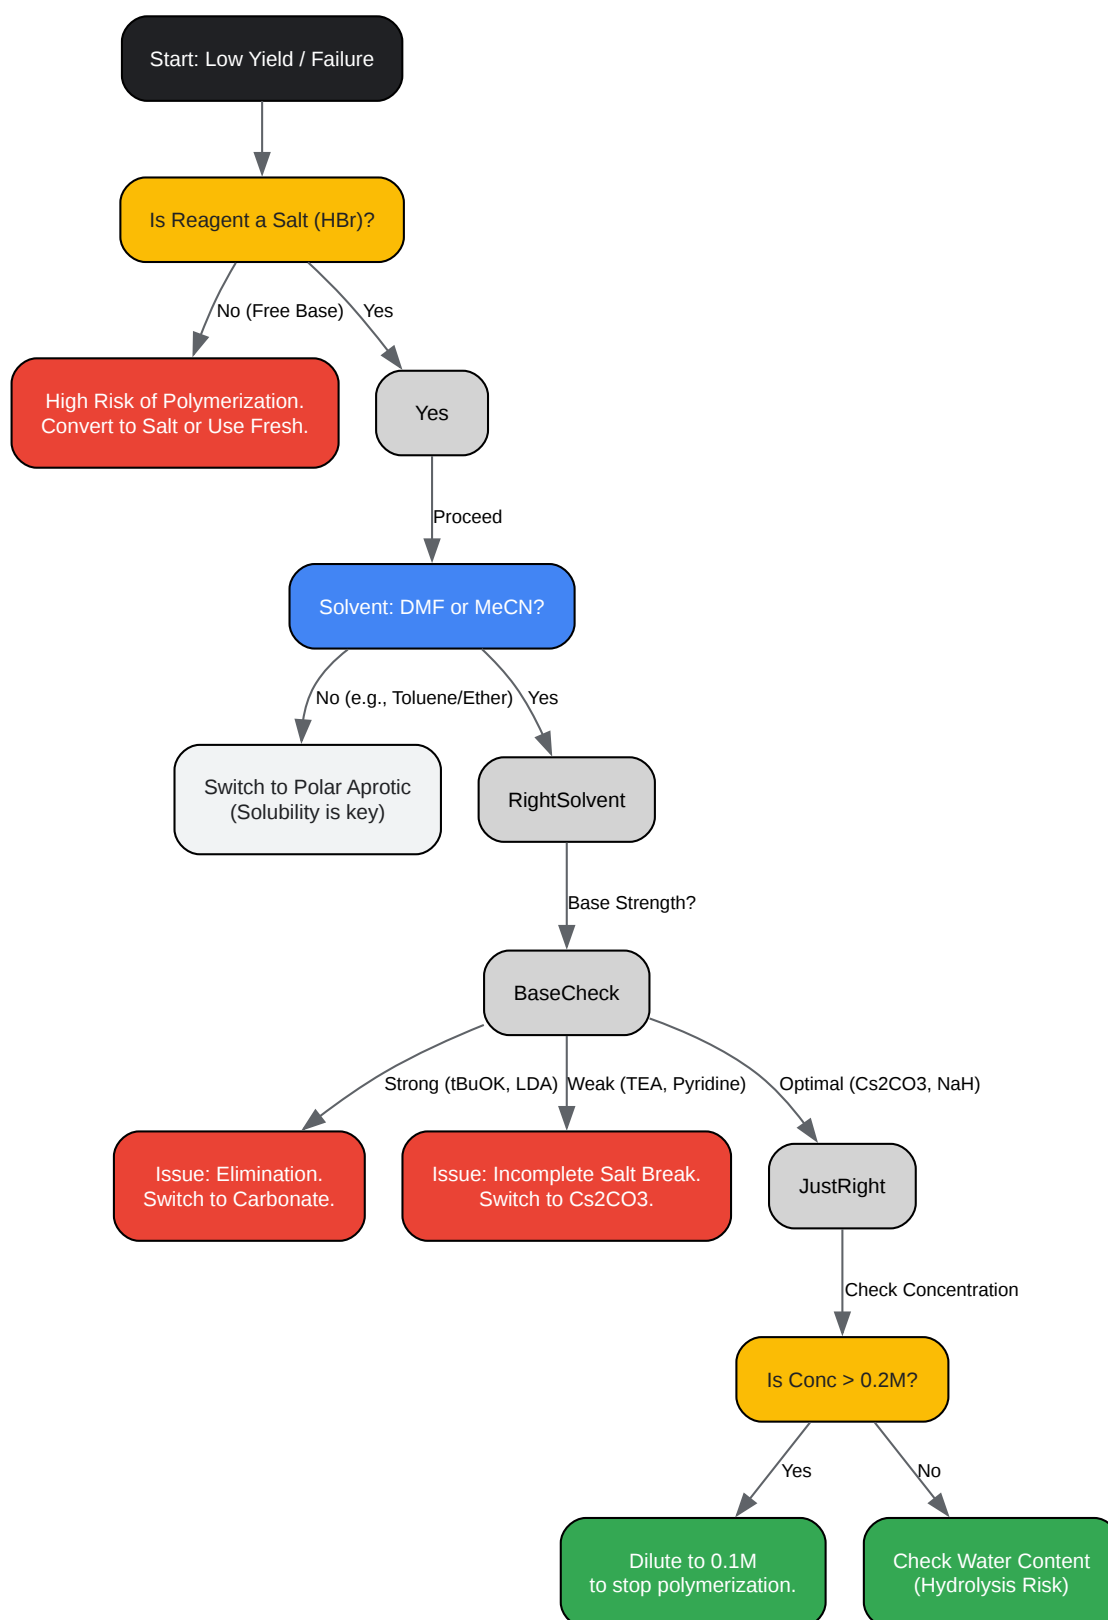 Start: Low Yield / Failure
Is Reagent a Salt (HBr)?
No (Free Base)
Yes
High Risk of Polymerization.
Convert to Salt or Use Fresh.
Yes
Proceed
Solvent: DMF or MeCN?
No (e.g., Toluene/Ether)
Yes
Switch to Polar Aprotic
(Solubility is key)
RightSolvent
Base Strength?
BaseCheck
Strong (tBuOK, LDA)
Weak (TEA, Pyridine)
Optimal (Cs2CO3, NaH)
Issue: Elimination.
Switch to Carbonate.
Issue: Incomplete Salt Break.
Switch to Cs2CO3.
JustRight
Check Concentration
Is Conc > 0.2M?
Yes
No
Dilute to 0.1M
to stop polymerization.
Check Water Content
(Hydrolysis Risk)